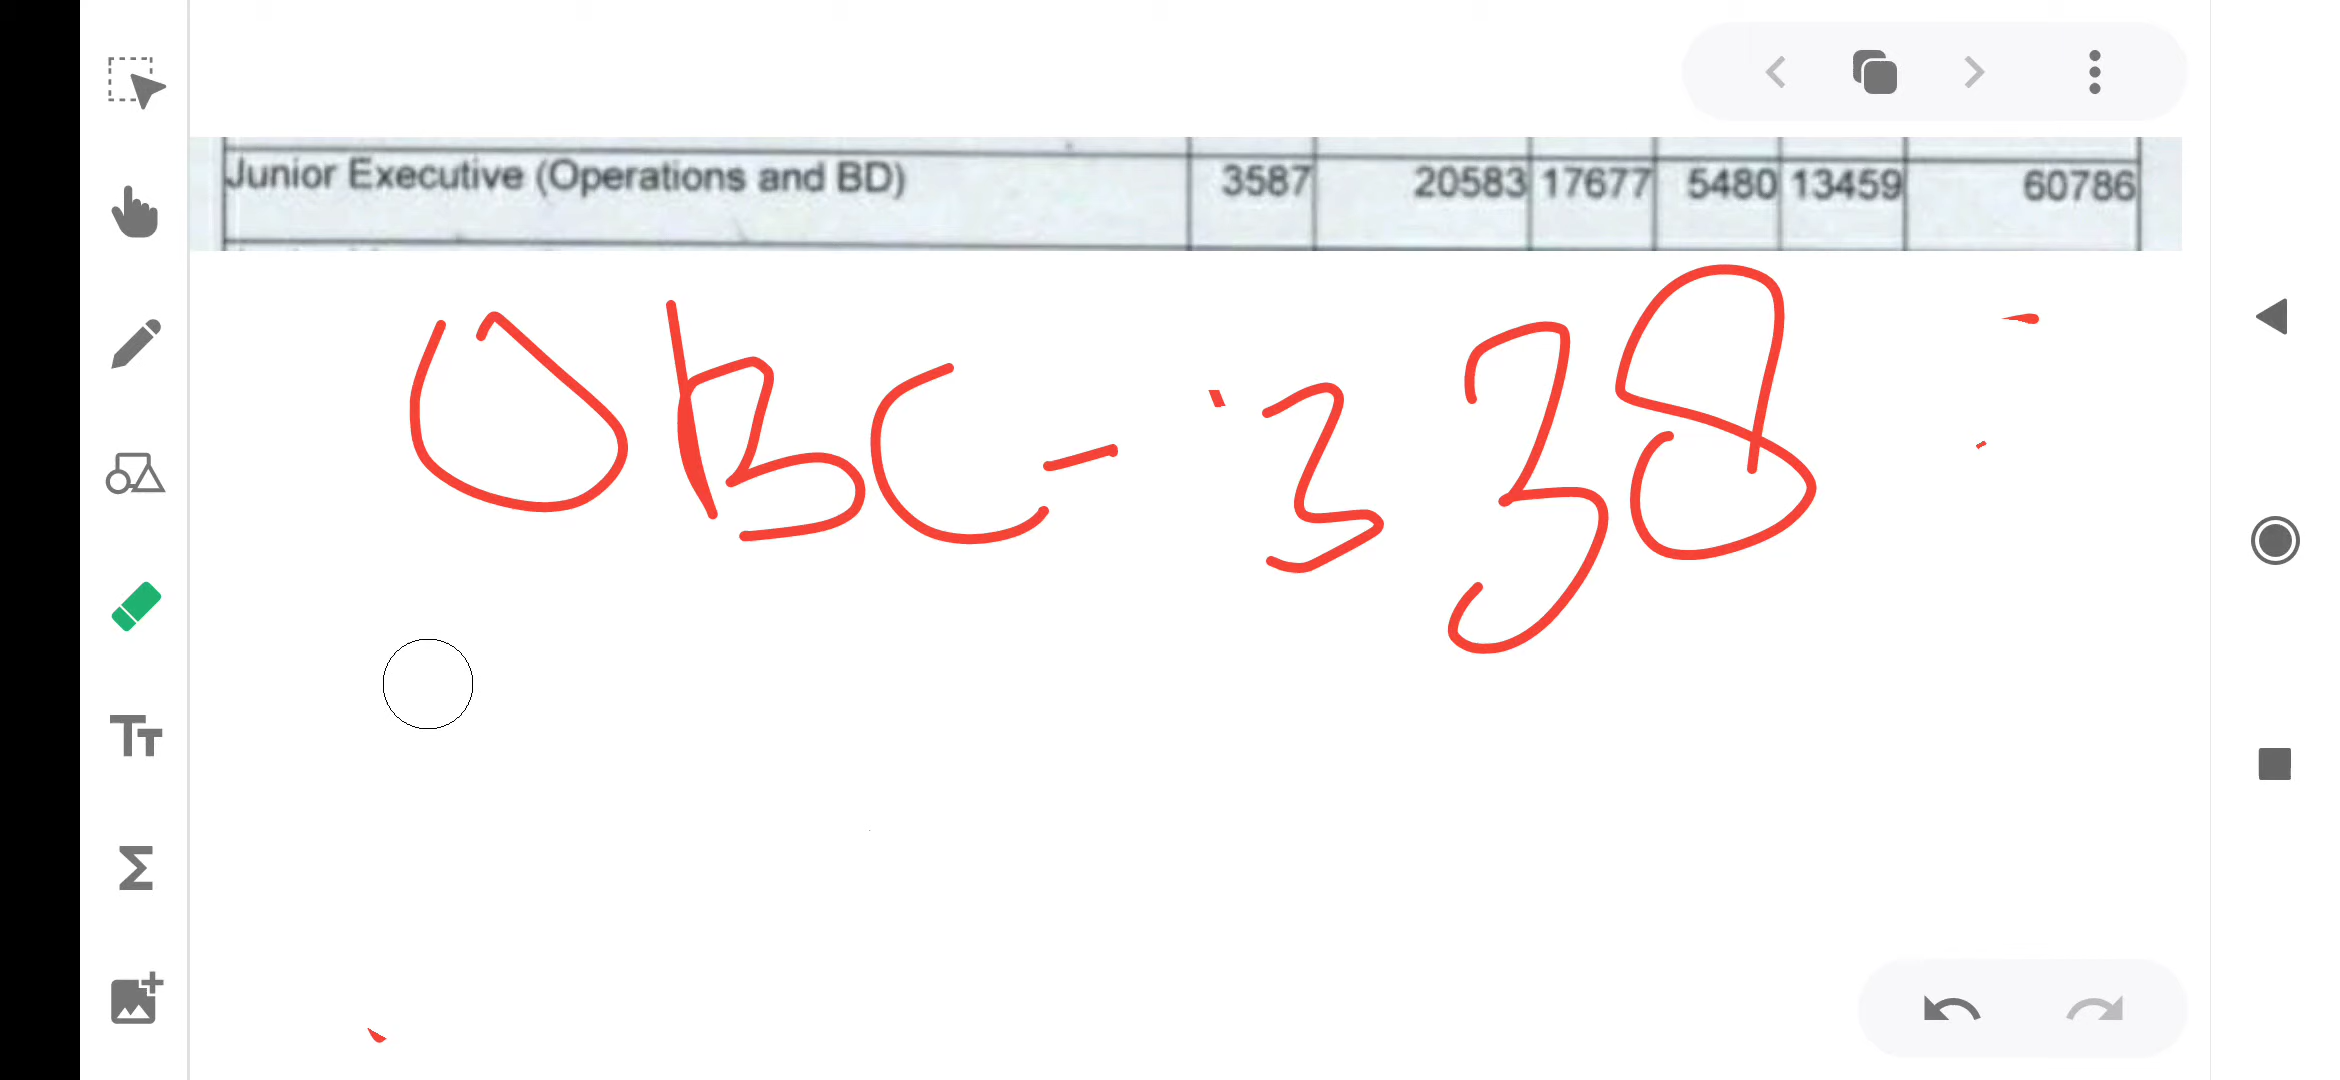 Junior Executive (Operations and BD) 3587 20583 17677 5480 13459 60786
OBC - 338